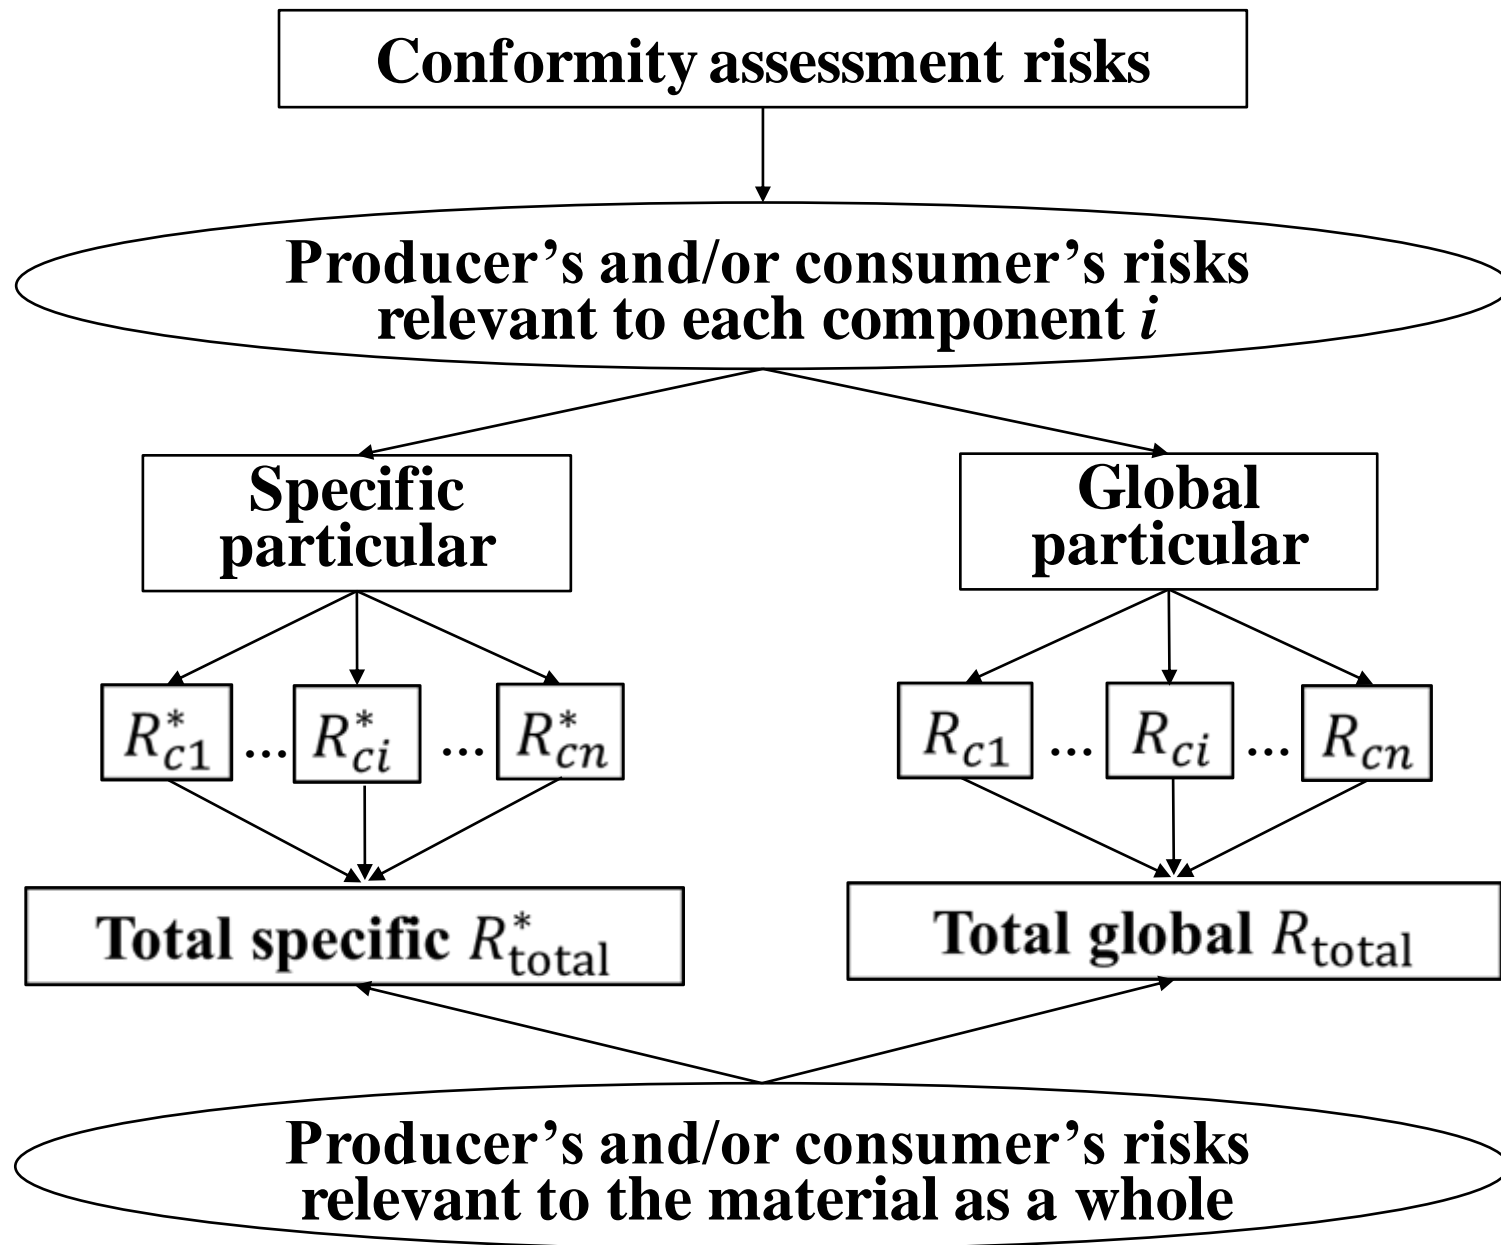 Conformity assessment risks
Producer’s and/or consumer’s risks
relevant to each component i
Specific
particular
Global
particular
R*c1 ... R*ci ... R*cn
Rc1 ... Rci ... Rcn
Total specific R*total
Total global Rtotal
Producer’s and/or consumer’s risks
relevant to the material as a whole